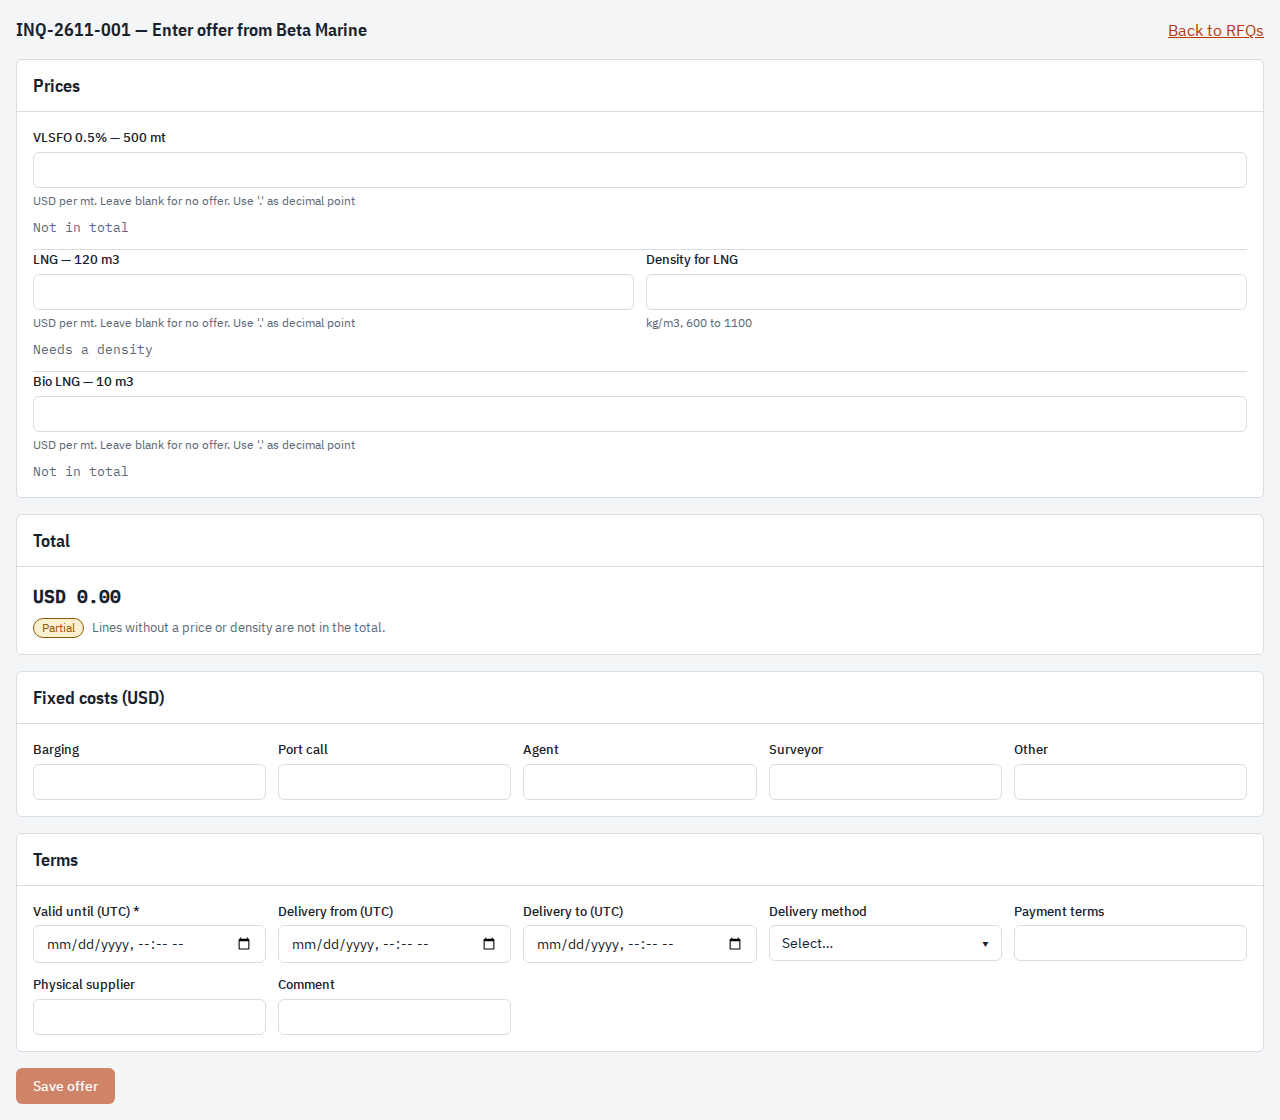 INQ-2611-001 — Enter offer from Beta Marine
Back to RFQs
Prices
VLSFO 0.5% — 500 mt
USD per mt. Leave blank for no offer. Use '.' as decimal point
Not in total
LNG — 120 m3
Density for LNG
USD per mt. Leave blank for no offer. Use '.' as decimal point
kg/m3, 600 to 1100
Needs a density
Bio LNG — 10 m3
USD per mt. Leave blank for no offer. Use '.' as decimal point
Not in total
Total
USD 0.00
Partial Lines without a price or density are not in the total.
Fixed costs (USD)
Barging
Port call
Agent
Surveyor
Other
Terms
Valid until (UTC) *
Delivery from (UTC)
Delivery to (UTC)
Delivery method
Payment terms
mm/dd/yyyy, --:-- --
mm/dd/yyyy, --:-- --
mm/dd/yyyy, --:-- --
Select...
Physical supplier
Comment
Save offer